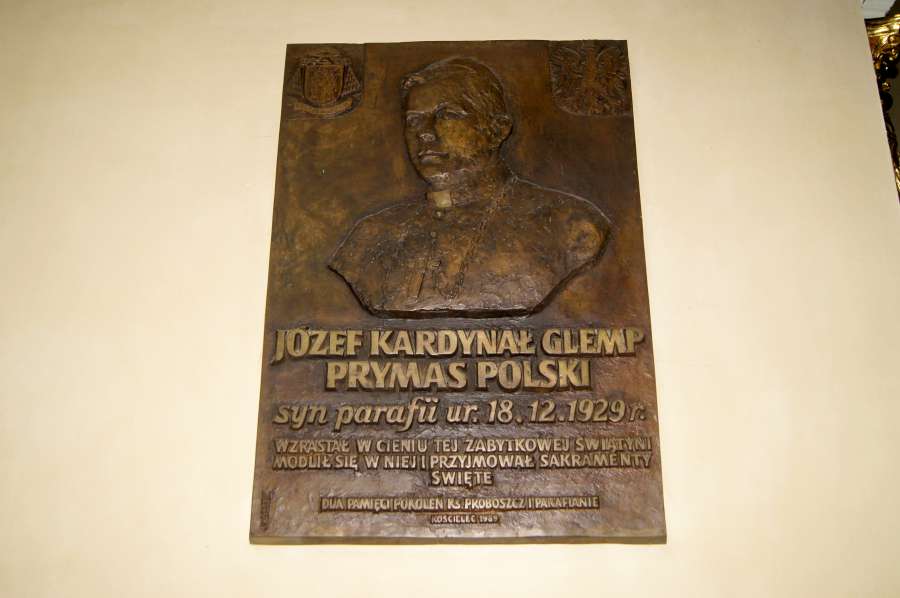 JÓZEF KARDYNAŁ GLEMP
PRYMAS POLSKI
syn parafii ur. 18.12.1929 r.
WZRASTAŁ W CIENIU TEJ ZABYTKOWEJ ŚWIĄTYNI
MODLIŁ SIĘ W NIEJ I PRZYJMOWAŁ SAKRAMENTY
ŚWIĘTE
DLA PAMIĘCI POKOLEŃ KS. PROBOSZCZ I PARAFIANIE
KOŚCIELEC 1989